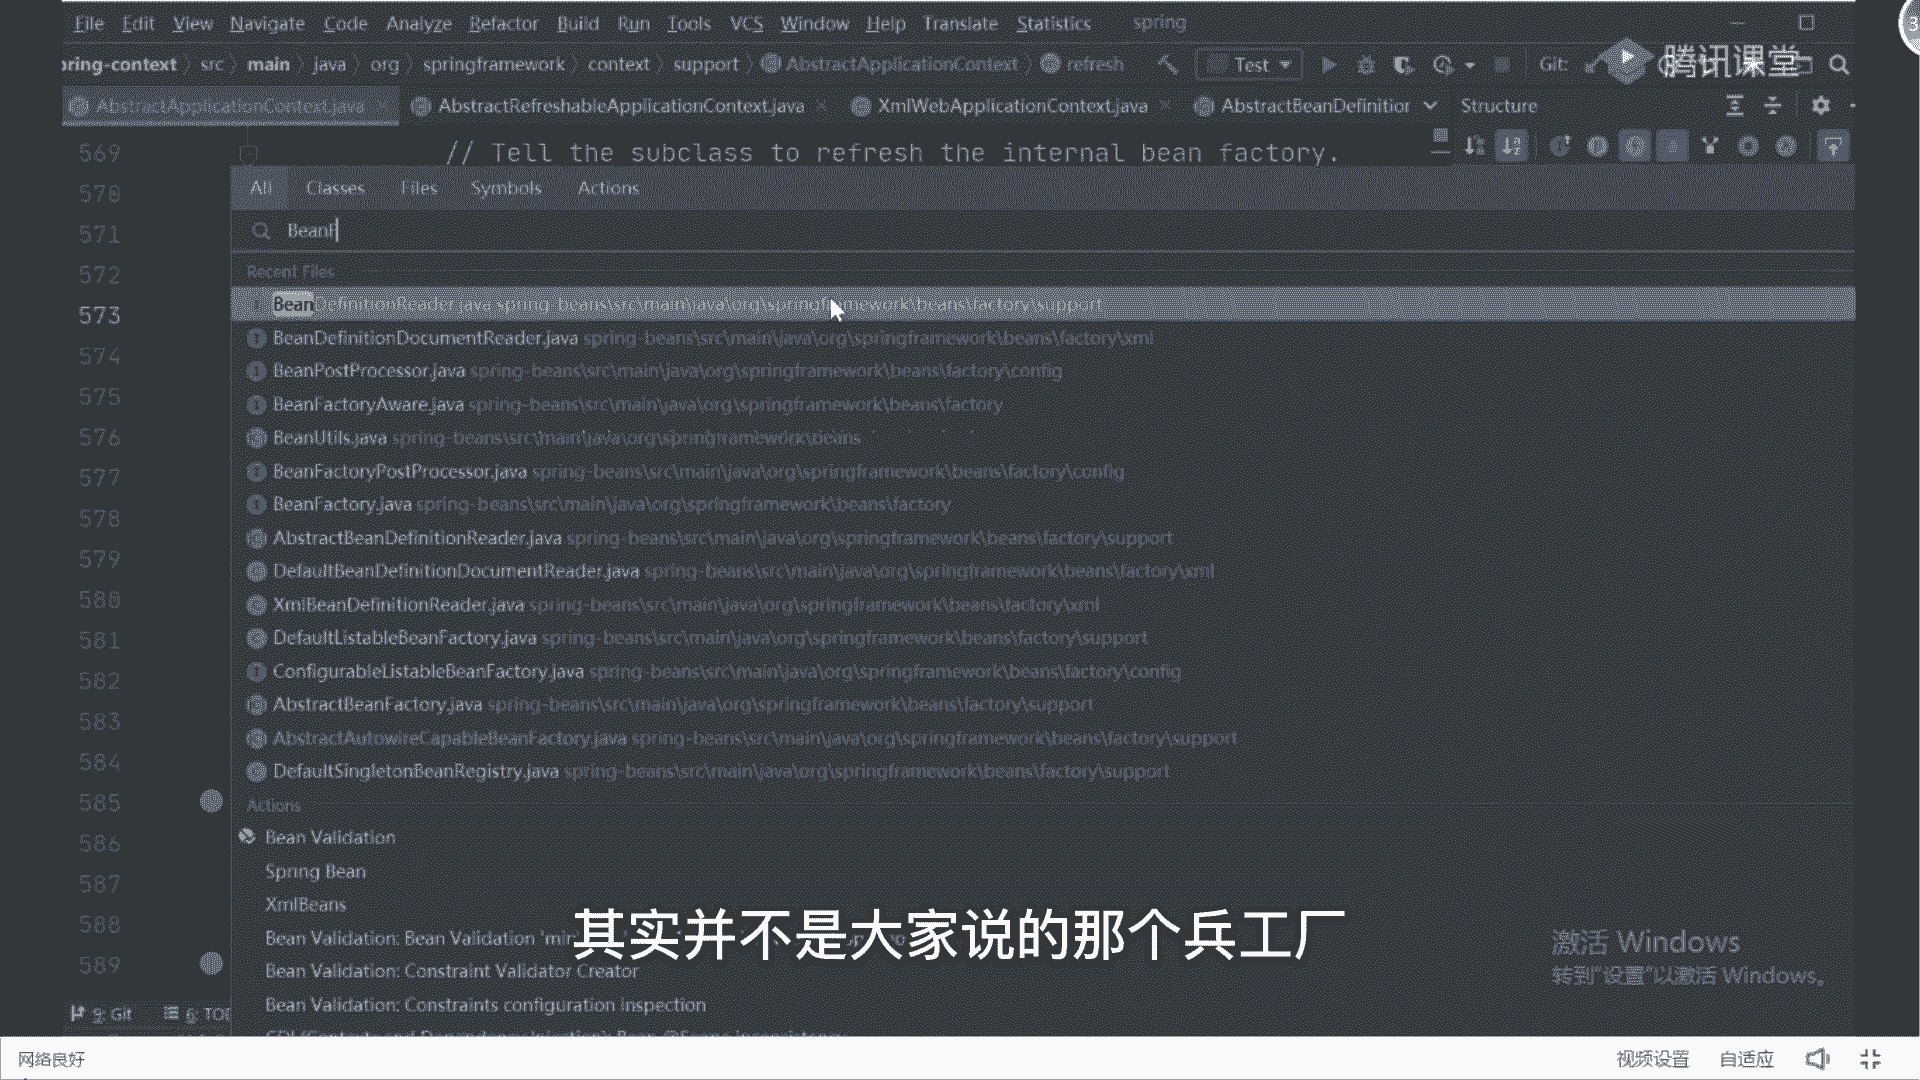 File Edit View Navigate Code Analyze Refactor Build Run Tools VCS Window Help Translate Statistics spring
pring-context src main java org springframework context support AbstractApplicationContext refresh Test Git: 腾讯课堂
AbstractApplicationContext.java AbstractRefreshableApplicationContext.java XmlWebApplicationContext.java AbstractBeanDefinitior Structure
569 // Tell the subclass to refresh the internal bean factory.
570 All Classes Files Symbols Actions
571 BeanF
572 Recent Files
573 BeanDefinitionReader.java spring-beans\src\main\java\org\springframework\beans\factory\support
574 BeanDefinitionDocumentReader.java spring-beans\src\main\java\org\springframework\beans\factory\xml
BeanPostProcessor.java spring-beans\src\main\java\org\springframework\beans\factory\config
575 BeanFactoryAware.java spring-beans\src\main\java\org\springframework\beans\factory
576 BeanUtils.java spring-beans\src\main\java\org\springframework\beans
577 BeanFactoryPostProcessor.java spring-beans\src\main\java\org\springframework\beans\factory\config
578 BeanFactory.java spring-beans\src\main\java\org\springframework\beans\factory
AbstractBeanDefinitionReader.java spring-beans\src\main\java\org\springframework\beans\factory\support
579 DefaultBeanDefinitionDocumentReader.java spring-beans\src\main\java\org\springframework\beans\factory\xml
580 XmlBeanDefinitionReader.java spring-beans\src\main\java\org\springframework\beans\factory\xml
581 DefaultListableBeanFactory.java spring-beans\src\main\java\org\springframework\beans\factory\support
582 ConfigurableListableBeanFactory.java spring-beans\src\main\java\org\springframework\beans\factory\config
583 AbstractBeanFactory.java spring-beans\src\main\java\org\springframework\beans\factory\support
584 AbstractAutowireCapableBeanFactory.java spring-beans\src\main\java\org\springframework\beans\factory\support
DefaultSingletonBeanRegistry.java spring-beans\src\main\java\org\springframework\beans\factory\support
585 Actions
586 Bean Validation
587 Spring Bean
588 XmlBeans
Bean Validation: Bean Validation
其实并不是大家说的那个兵工厂
589 Bean Validation: Constraint Validator Creator
Bean Validation: Constraints configuration inspection
激活 Windows
转到"设置"以激活 Windows。
9: Git 6: TOD
网络良好 视频设置 自适应